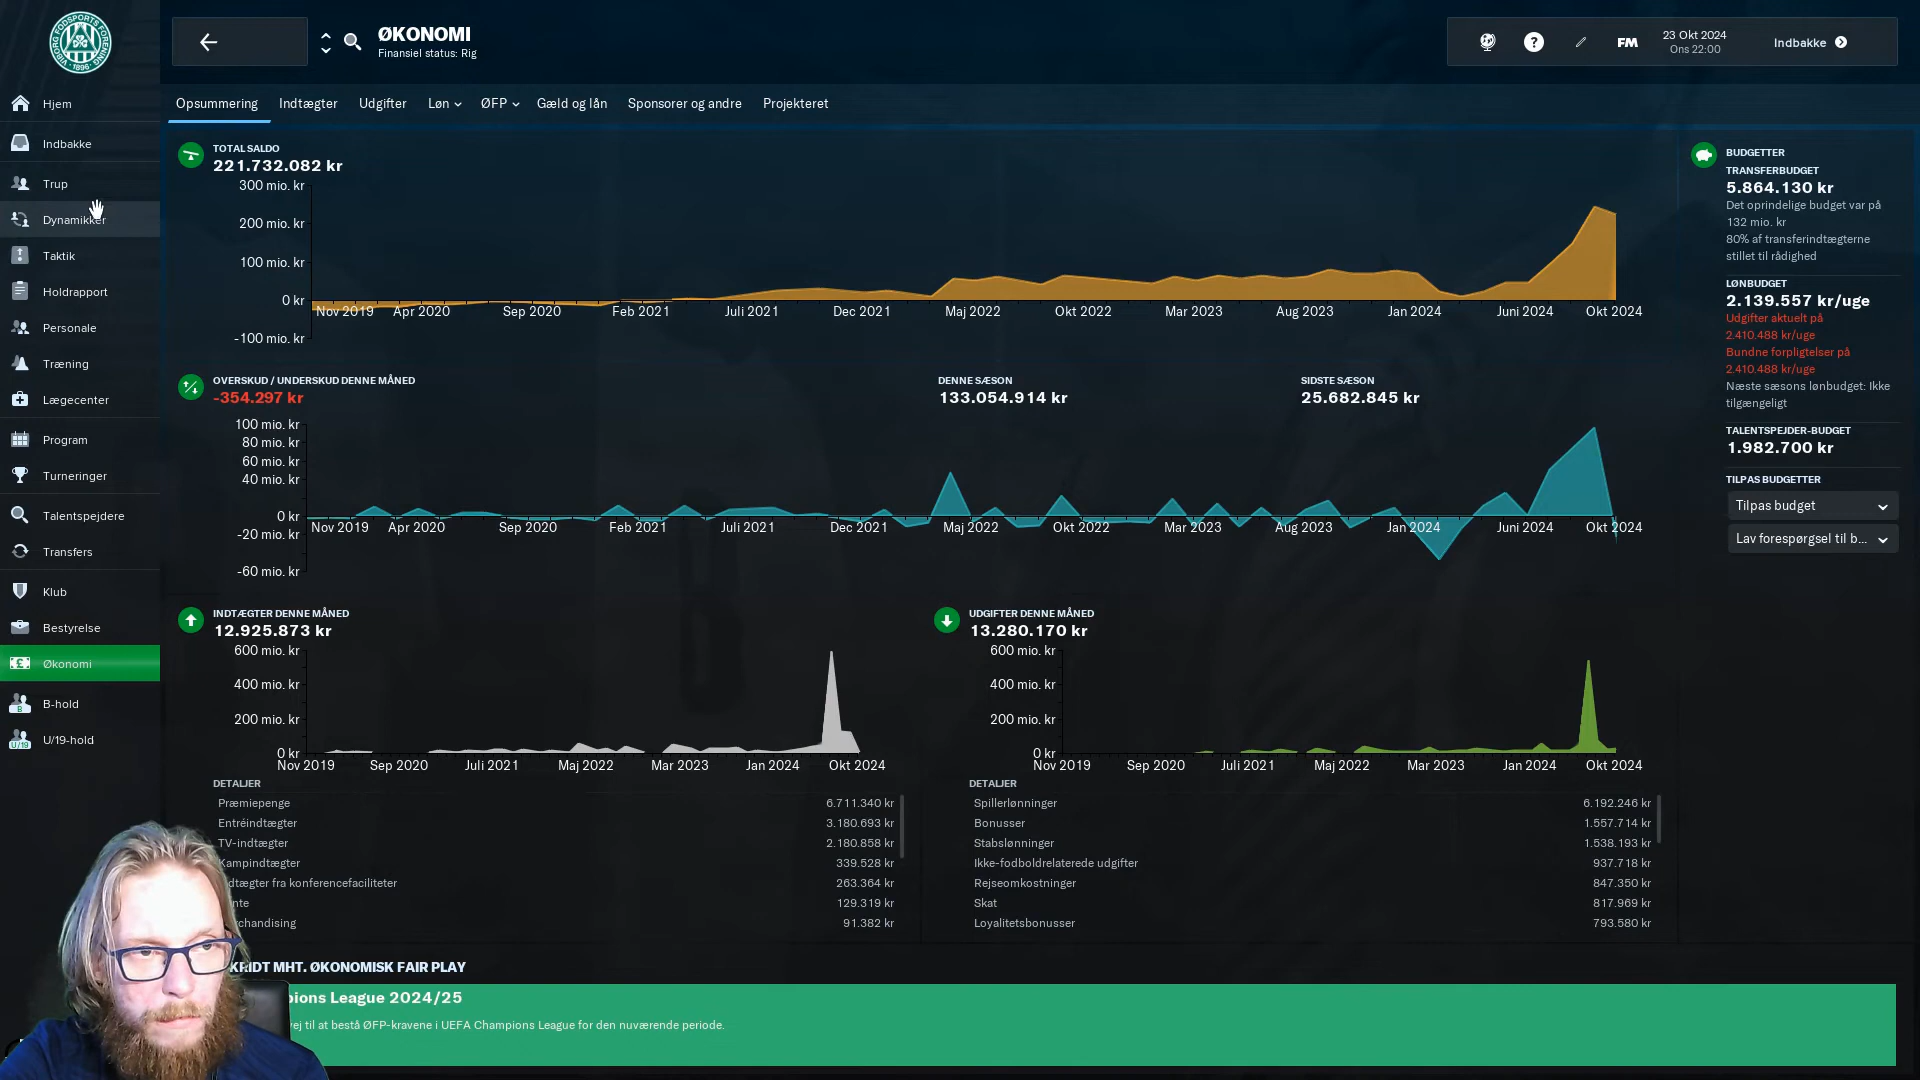 VIBORG FODSPORTS FORENING
1896
ØKONOMI
Finansiel status: Rig
?
FM
23 Okt 2024
Ons 22:00
Indbakke
Hjem
Indbakke
Trup
Dynamikker
Taktik
Holdrapport
Personale
Træning
Lægecenter
Program
Turneringer
Talentspejdere
Transfers
Klub
Bestyrelse
Økonomi
B-hold
U/19-hold
Opsummering
Indtægter
Udgifter
Løn
ØFP
Gæld og lån
Sponsorer og andre
Projekteret
TOTAL SALDO
221.732.082 kr
300 mio. kr
200 mio. kr
100 mio. kr
0 kr
-100 mio. kr
Nov 2019 Apr 2020 Sep 2020 Feb 2021 Juli 2021 Dec 2021 Maj 2022 Okt 2022 Mar 2023 Aug 2023 Jan 2024 Juni 2024 Okt 2024
OVERSKUD / UNDERSKUD DENNE MÅNED
-354.297 kr
DENNE SÆSON
133.054.914 kr
SIDSTE SÆSON
25.682.845 kr
100 mio. kr
80 mio. kr
60 mio. kr
40 mio. kr
0 kr
-20 mio. kr
-60 mio. kr
Nov 2019 Apr 2020 Sep 2020 Feb 2021 Juli 2021 Dec 2021 Maj 2022 Okt 2022 Mar 2023 Aug 2023 Jan 2024 Juni 2024 Okt 2024
INDTÆGTER DENNE MÅNED
12.925.873 kr
600 mio. kr
400 mio. kr
200 mio. kr
0 kr
Nov 2019 Sep 2020 Juli 2021 Maj 2022 Mar 2023 Jan 2024 Okt 2024
DETALJER
Præmiepenge 6.711.340 kr
Entréindtægter 3.180.693 kr
TV-indtægter 2.180.858 kr
Kampindtægter 339.528 kr
dtægter fra konferencefaciliteter 263.364 kr
nte 129.319 kr
chandising 91.382 kr
UDGIFTER DENNE MÅNED
13.280.170 kr
600 mio. kr
400 mio. kr
200 mio. kr
0 kr
Nov 2019 Sep 2020 Juli 2021 Maj 2022 Mar 2023 Jan 2024 Okt 2024
DETALJER
Spillerlønninger 6.192.246 kr
Bonusser 1.557.714 kr
Stabslønninger 1.538.193 kr
Ikke-fodboldrelaterede udgifter 937.718 kr
Rejseomkostninger 847.350 kr
Skat 817.969 kr
Loyalitetsbonusser 793.580 kr
KRIDT MHT. ØKONOMISK FAIR PLAY
pions League 2024/25
vej til at bestå ØFP-kravene i UEFA Champions League for den nuværende periode.
BUDGETTER
TRANSFERBUDGET
5.864.130 kr
Det oprindelige budget var på
132 mio. kr
80% af transferindtægterne
stillet til rådighed
LØNBUDGET
2.139.557 kr/uge
Udgifter aktuelt på
2.410.488 kr/uge
Bundne forpligtelser på
2.410.488 kr/uge
Næste sæsons lønbudget: Ikke
tilgængeligt
TALENTSPEJDER-BUDGET
1.982.700 kr
TILPAS BUDGETTER
Tilpas budget
Lav forespørgsel til b...